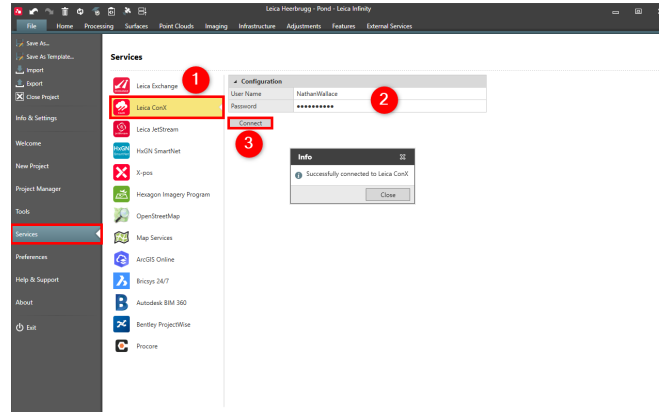 Leica Heerbrugg - Pond - Leica Infinity
File Home Processing Surfaces Point Clouds Imaging Infrastructure Adjustments Features External Services
Save As...
Save As Template...
Import
Export
Close Project
Info & Settings
Welcome
New Project
Project Manager
Tools
Services
Preferences
Help & Support
About
Exit
Services
Leica Exchange
1
Leica ConX
Leica JetStream
HxGN HxGN SmartNet
X-pos
Hexagon Imagery Program
OpenStreetMap
Map Services
ArcGIS Online
Bricsys 24/7
Autodesk BIM 360
Bentley ProjectWise
Procore
Configuration
User Name NathanWallace
Password ••••••••••
2
Connect
3
Info
Successfully connected to Leica ConX
Close